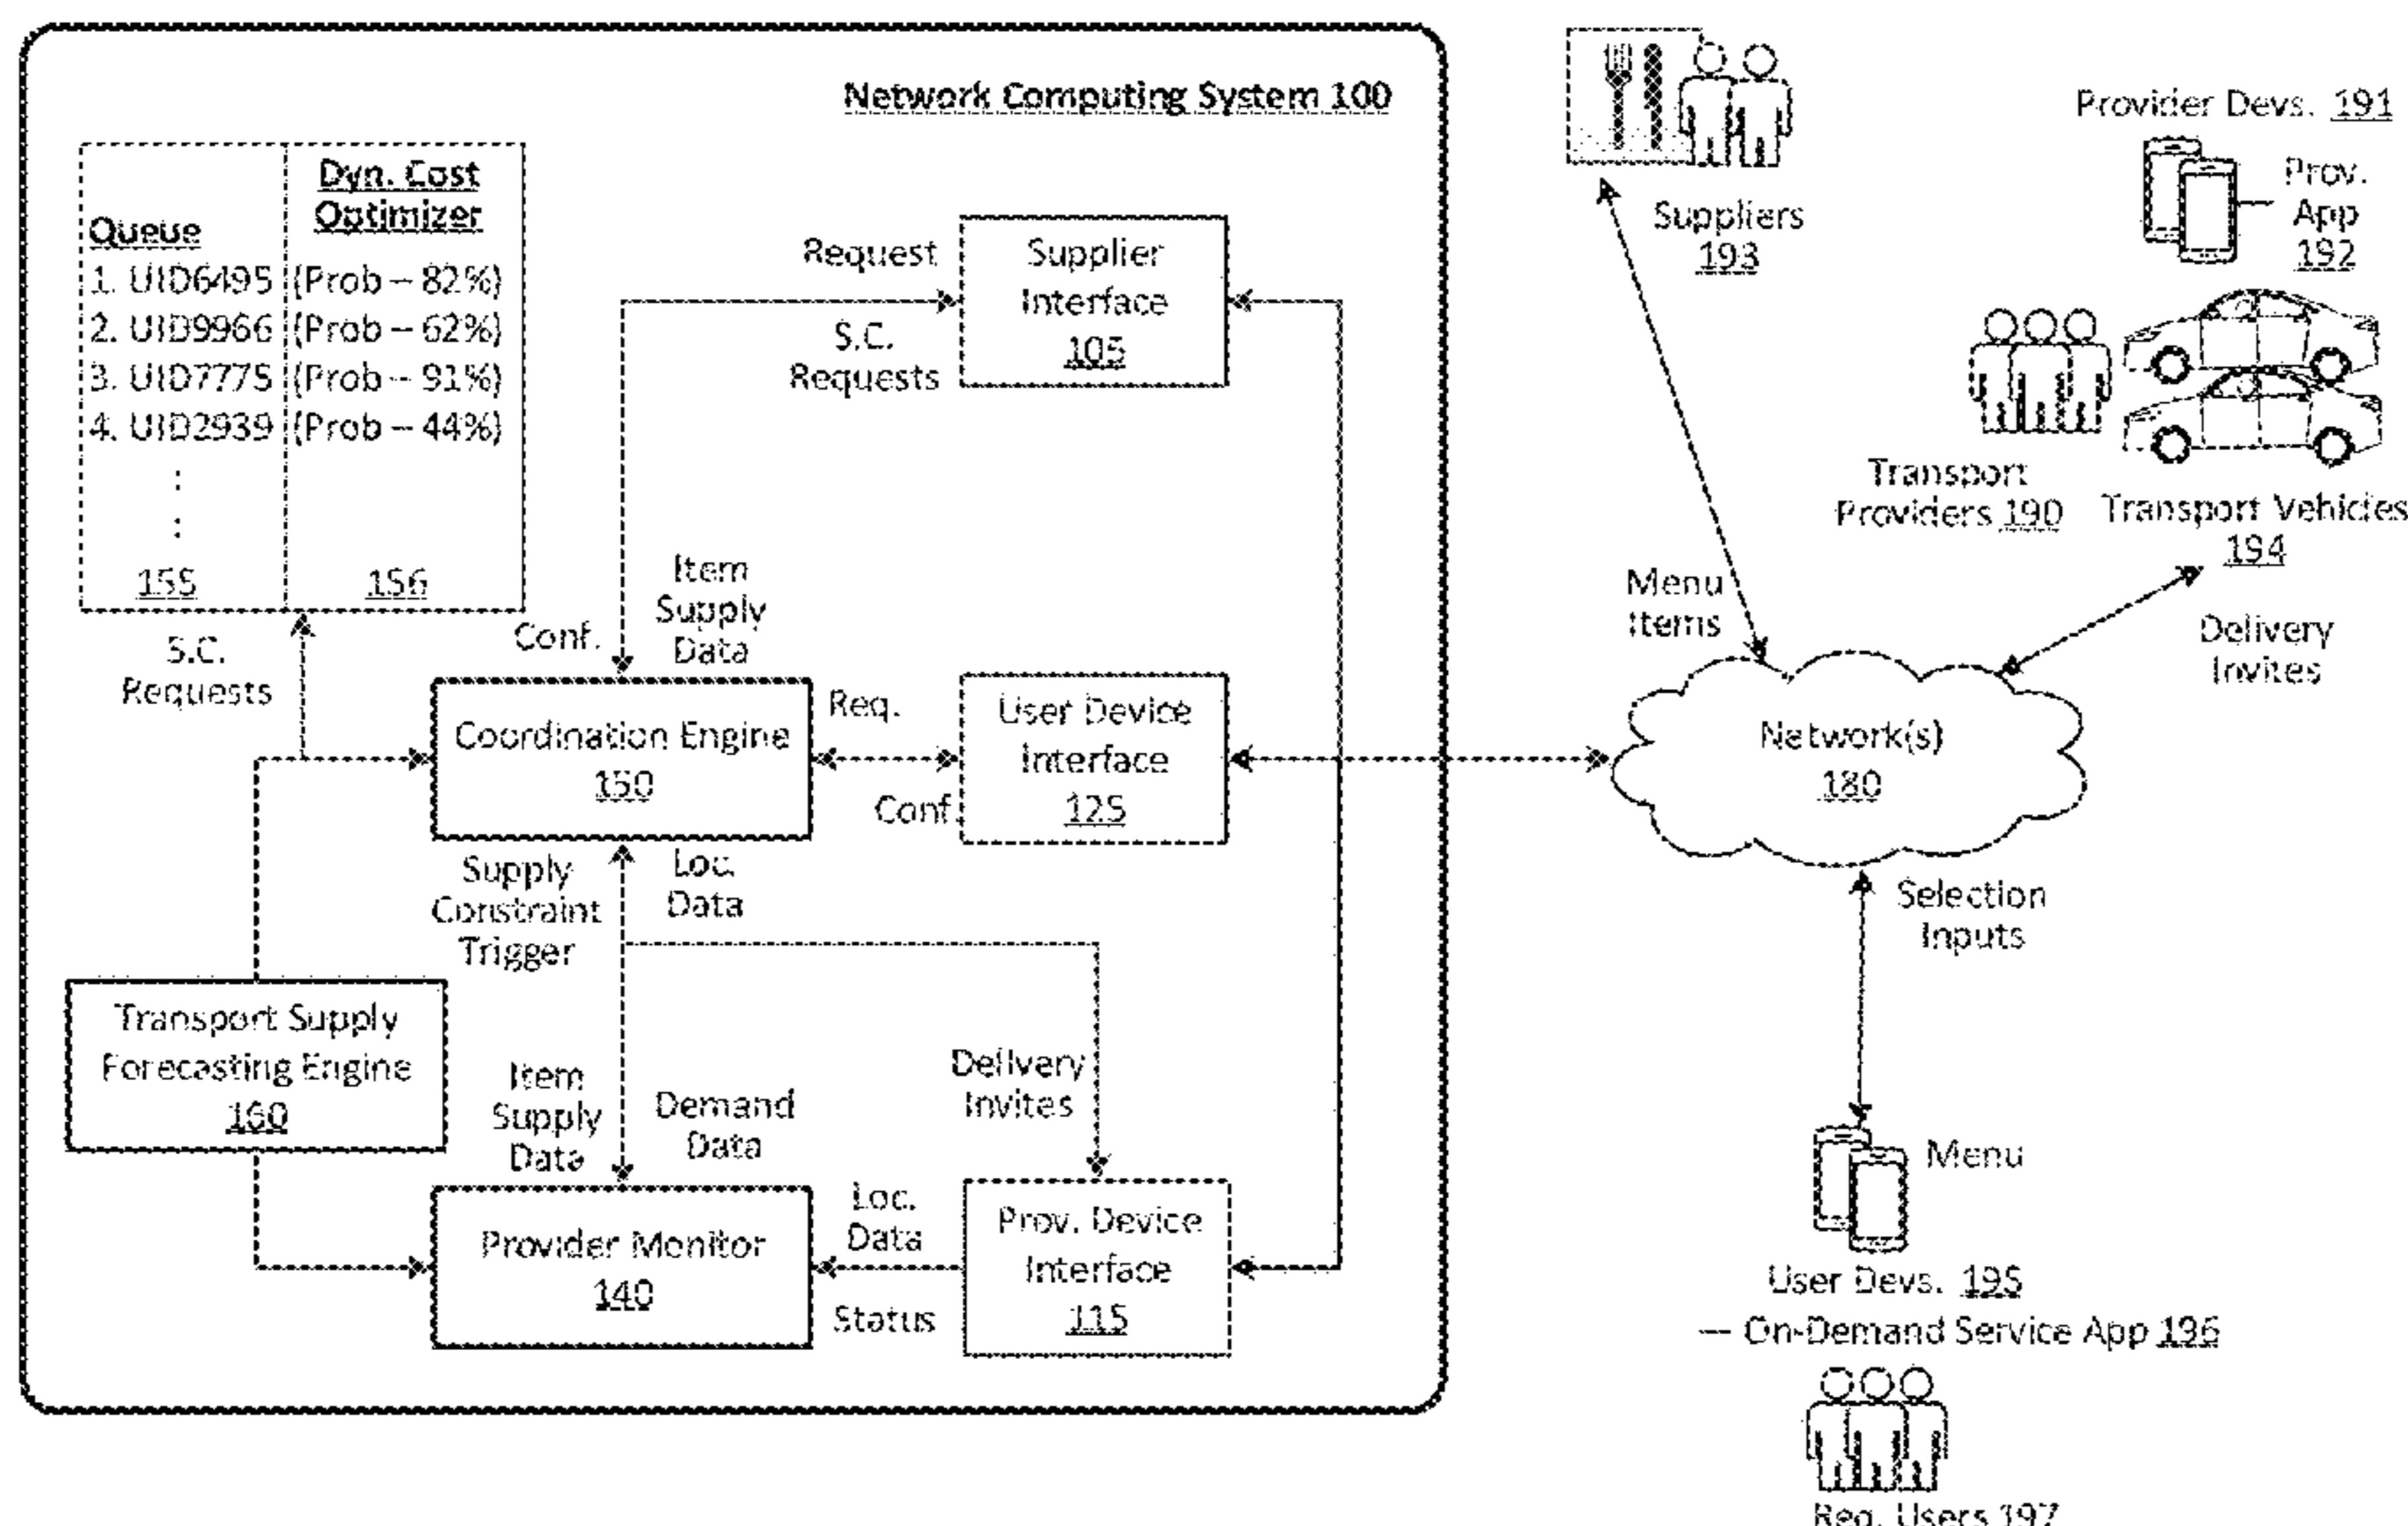 Network Computing System 100
Dyn. Cost
Optimizer
Queue
1. UID6495 (Prob – 82%)
2. UID9966 (Prob – 62%)
3. UID7775 (Prob – 91%)
4. UID2939 (Prob – 44%)
155
156
S.C.
Requests
Request
S.C.
Requests
Supplier
Interface
105
Conf.
Item
Supply
Data
Coordination Engine
150
Req.
Conf.
User Device
Interface
125
Supply
Constraint
Trigger
Loc.
Data
Transport Supply
Forecasting Engine
160
Item
Supply
Data
Demand
Data
Delivery
Invites
Provider Monitor
140
Loc.
Data
Status
Prov. Device
Interface
115
Suppliers
193
Provider Devs. 191
Prov.
App
192
Transport
Providers 190
Transport Vehicles
194
Menu
Items
Delivery
Invites
Network(s)
180
Selection
Inputs
Menu
User Devs. 195
— On-Demand Service App 196
Req. Users 197